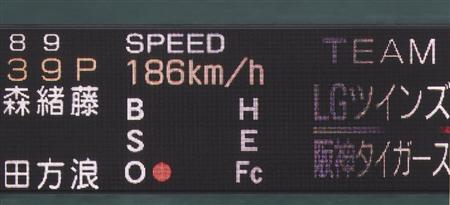 8 9 SPEED TEAM
3 9 P 186km/h
森 緒 藤 B H LGツインズ
S E
田 方 浪 O Fc 阪神タイガース